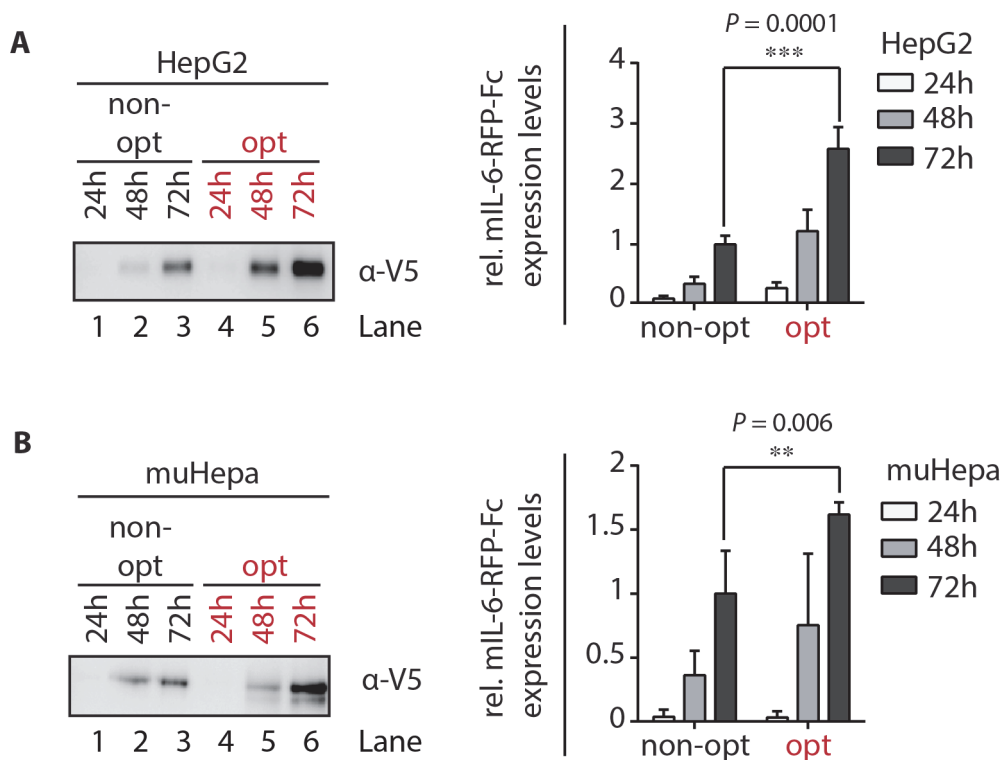 A
HepG2
non-
opt
opt
24h 48h 72h 24h 48h 72h
α-V5
1 2 3 4 5 6 Lane
rel. mIL-6-RFP-Fc
expression levels
P = 0.0001
***
4
3
2
1
0
non-opt opt
HepG2
24h
48h
72h
B
muHepa
non-
opt
opt
24h 48h 72h 24h 48h 72h
α-V5
1 2 3 4 5 6 Lane
rel. mIL-6-RFP-Fc
expression levels
P = 0.006
**
2
1.5
1
0.5
0
non-opt opt
muHepa
24h
48h
72h